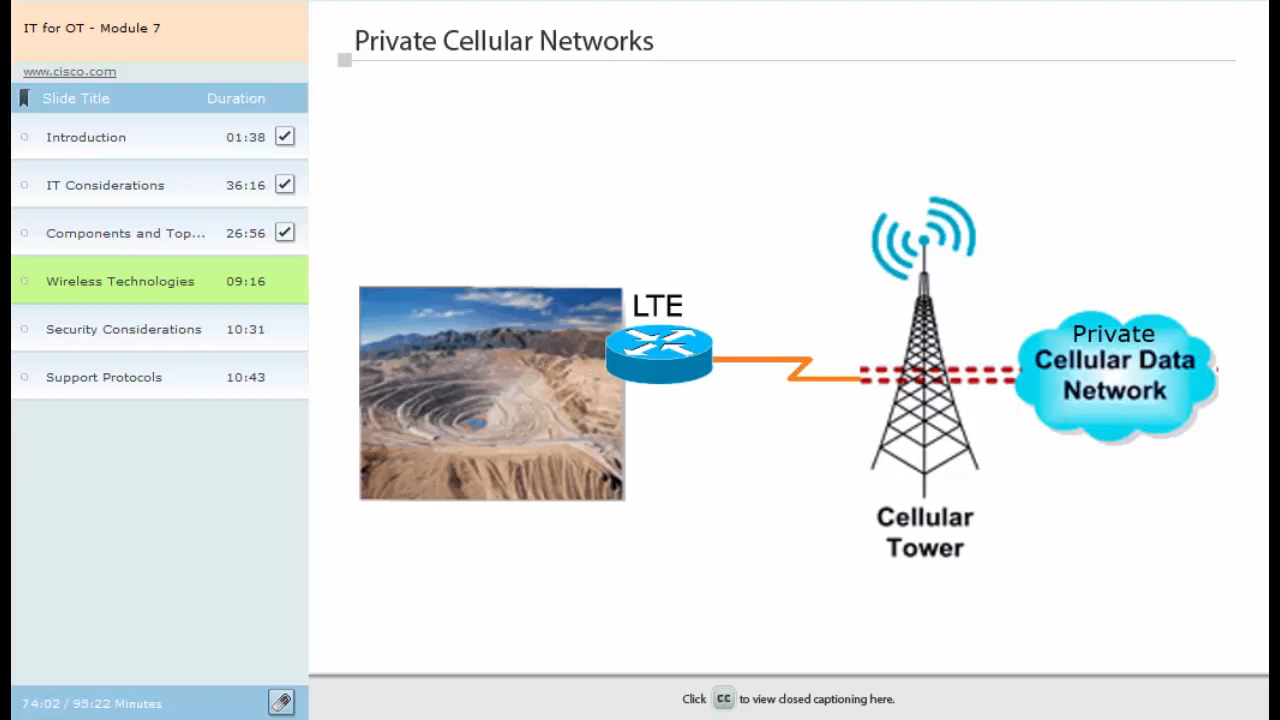 IT for OT - Module 7
www.cisco.com
Slide Title Duration
Introduction 01:38
IT Considerations 36:16
Components and Top... 26:56
Wireless Technologies 09:16
Security Considerations 10:31
Support Protocols 10:43
74:02 / 95:22 Minutes
Private Cellular Networks
LTE
Private
Cellular Data
Network
Cellular
Tower
Click CC to view closed captioning here.